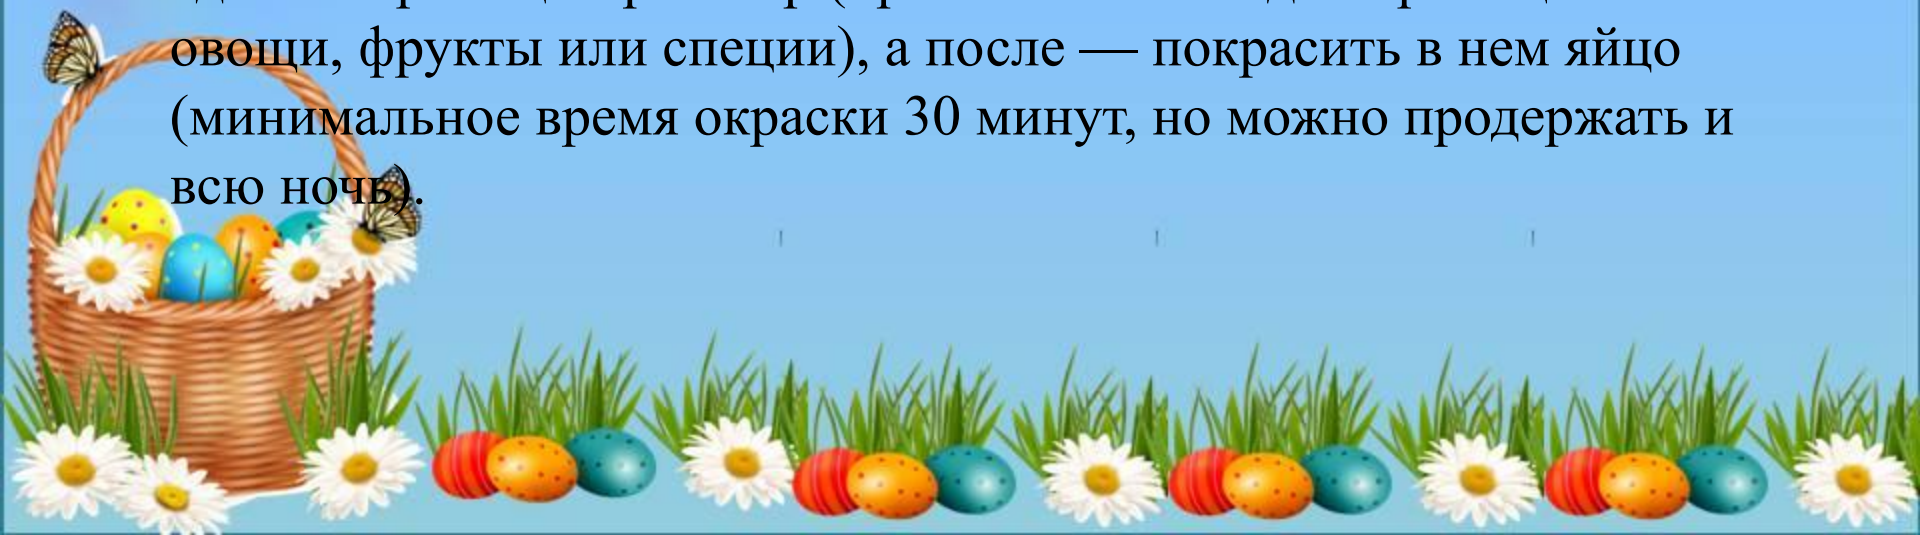 овощи, фрукты или специи), а после — покрасить в нем яйцо
(минимальное время окраски 30 минут, но можно продержать и
всю ночь).